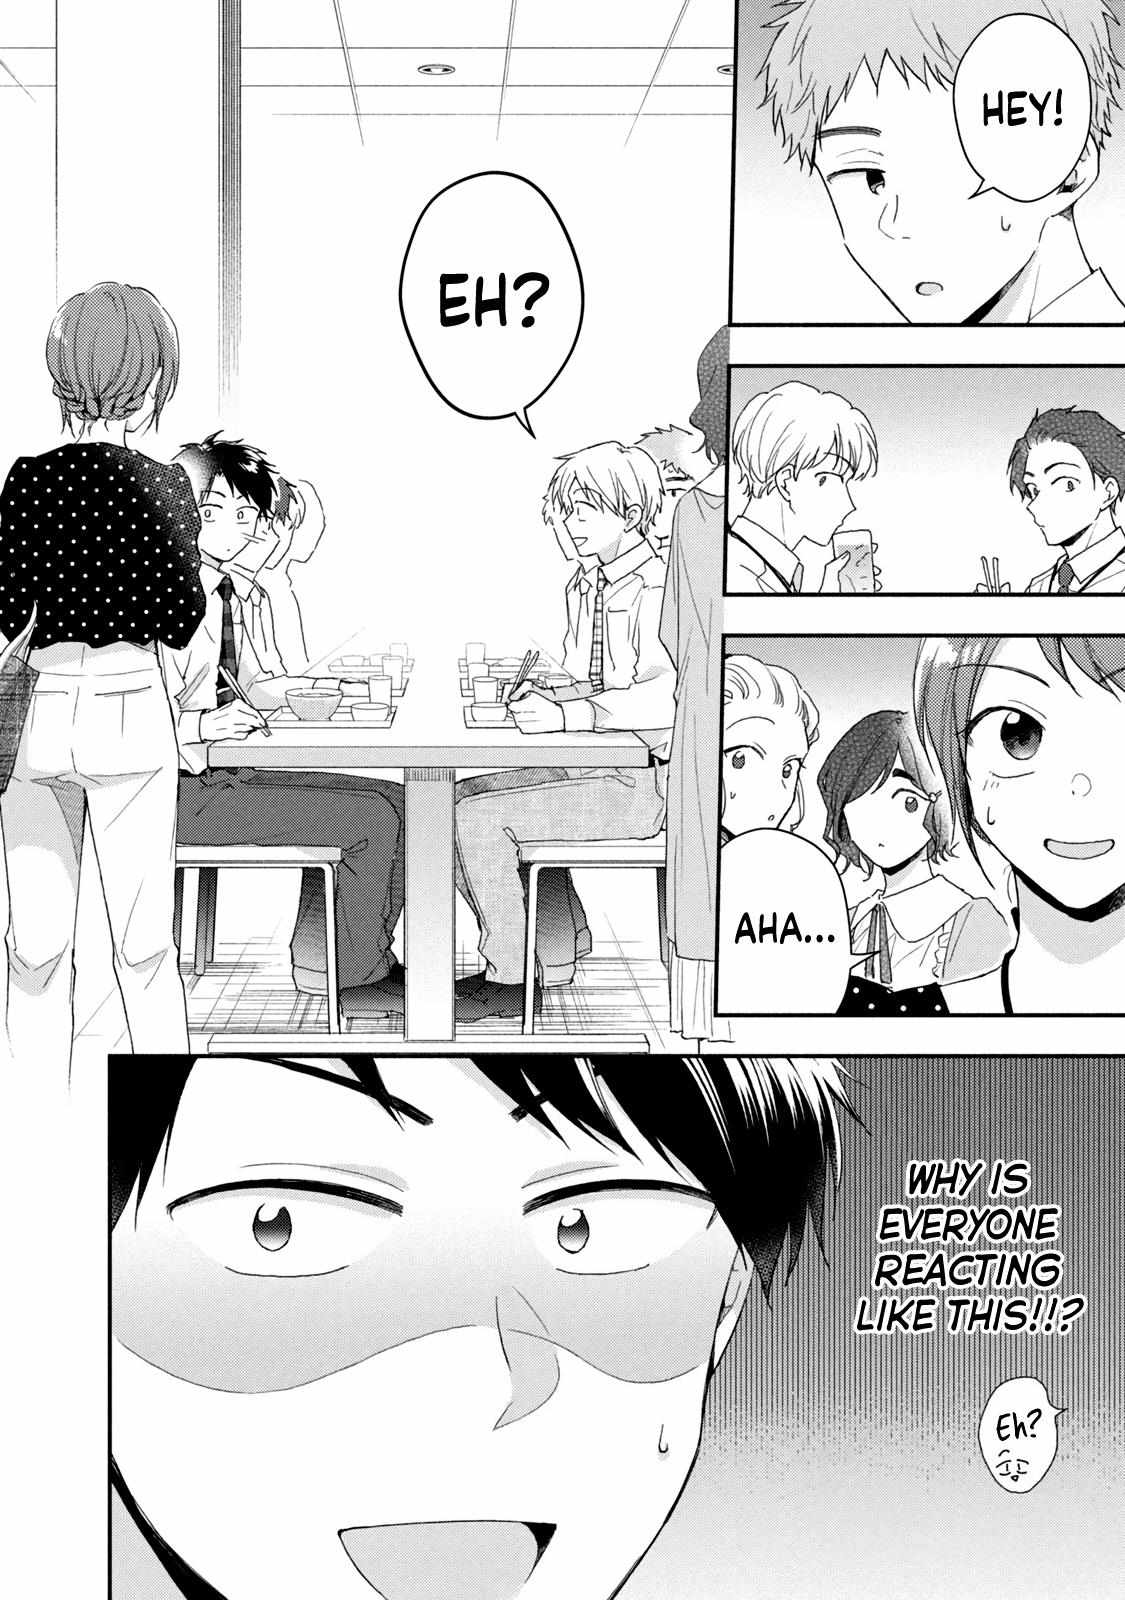 HEY!
EH?
AHA...
WHY IS
EVERYONE
REACTING
LIKE THIS!!?
Eh?